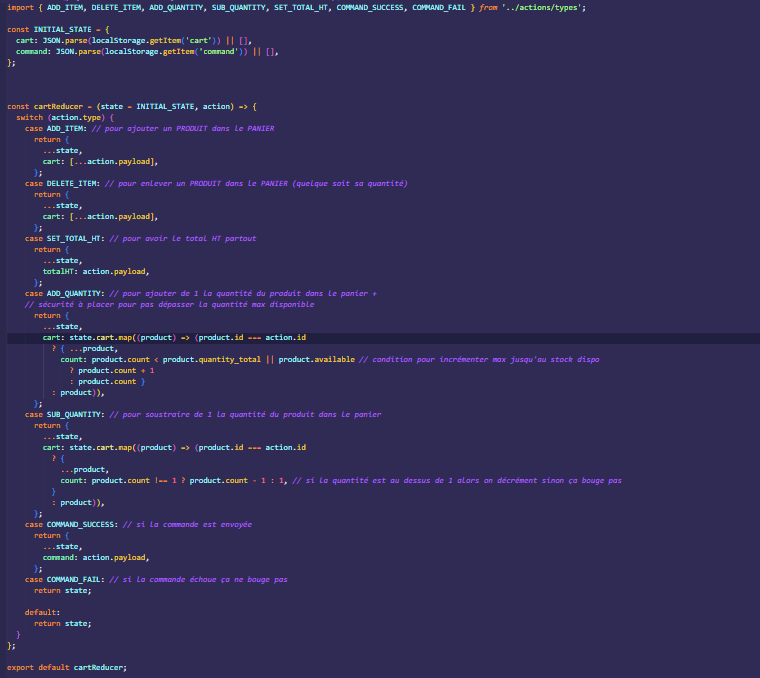 import { ADD_ITEM, DELETE_ITEM, ADD_QUANTITY, SUB_QUANTITY, SET_TOTAL_HT, COMMAND_SUCCESS, COMMAND_FAIL } from '../actions/types';
const INITIAL_STATE = {
cart: JSON.parse(localStorage.getItem('cart')) || [],
command: JSON.parse(localStorage.getItem('command')) || [],
};
const cartReducer = (state = INITIAL_STATE, action) => {
switch (action.type) {
case ADD_ITEM: // pour ajouter un PRODUIT dans le PANIER
return {
...state,
cart: [...action.payload],
};
case DELETE_ITEM: // pour enlever un PRODUIT dans le PANIER (quelque soit sa quantité)
return {
...state,
cart: [...action.payload],
};
case SET_TOTAL_HT: // pour avoir le total HT partout
return {
...state,
totalHT: action.payload,
};
case ADD_QUANTITY: // pour ajouter de 1 la quantité du produit dans le panier +
// sécurité à placer pour pas dépasser la quantité max disponible
return {
...state,
cart: state.cart.map((product) => (product.id === action.id
? { ...product,
count: product.count < product.quantity_total || product.available // condition pour incrémenter max jusqu'au stock dispo
? product.count + 1
: product.count }
: product)),
};
case SUB_QUANTITY: // pour soustraire de 1 la quantité du produit dans le panier
return {
...state,
cart: state.cart.map((product) => (product.id === action.id
? {
...product,
count: product.count !== 1 ? product.count - 1 : 1, // si la quantité est au dessus de 1 alors on décrément sinon ça bouge pas
}
: product)),
};
case COMMAND_SUCCESS: // si la commande est envoyée
return {
...state,
command: action.payload,
};
case COMMAND_FAIL: // si la commande échoue ça ne bouge pas
return state;
default:
return state;
}
};
export default cartReducer;